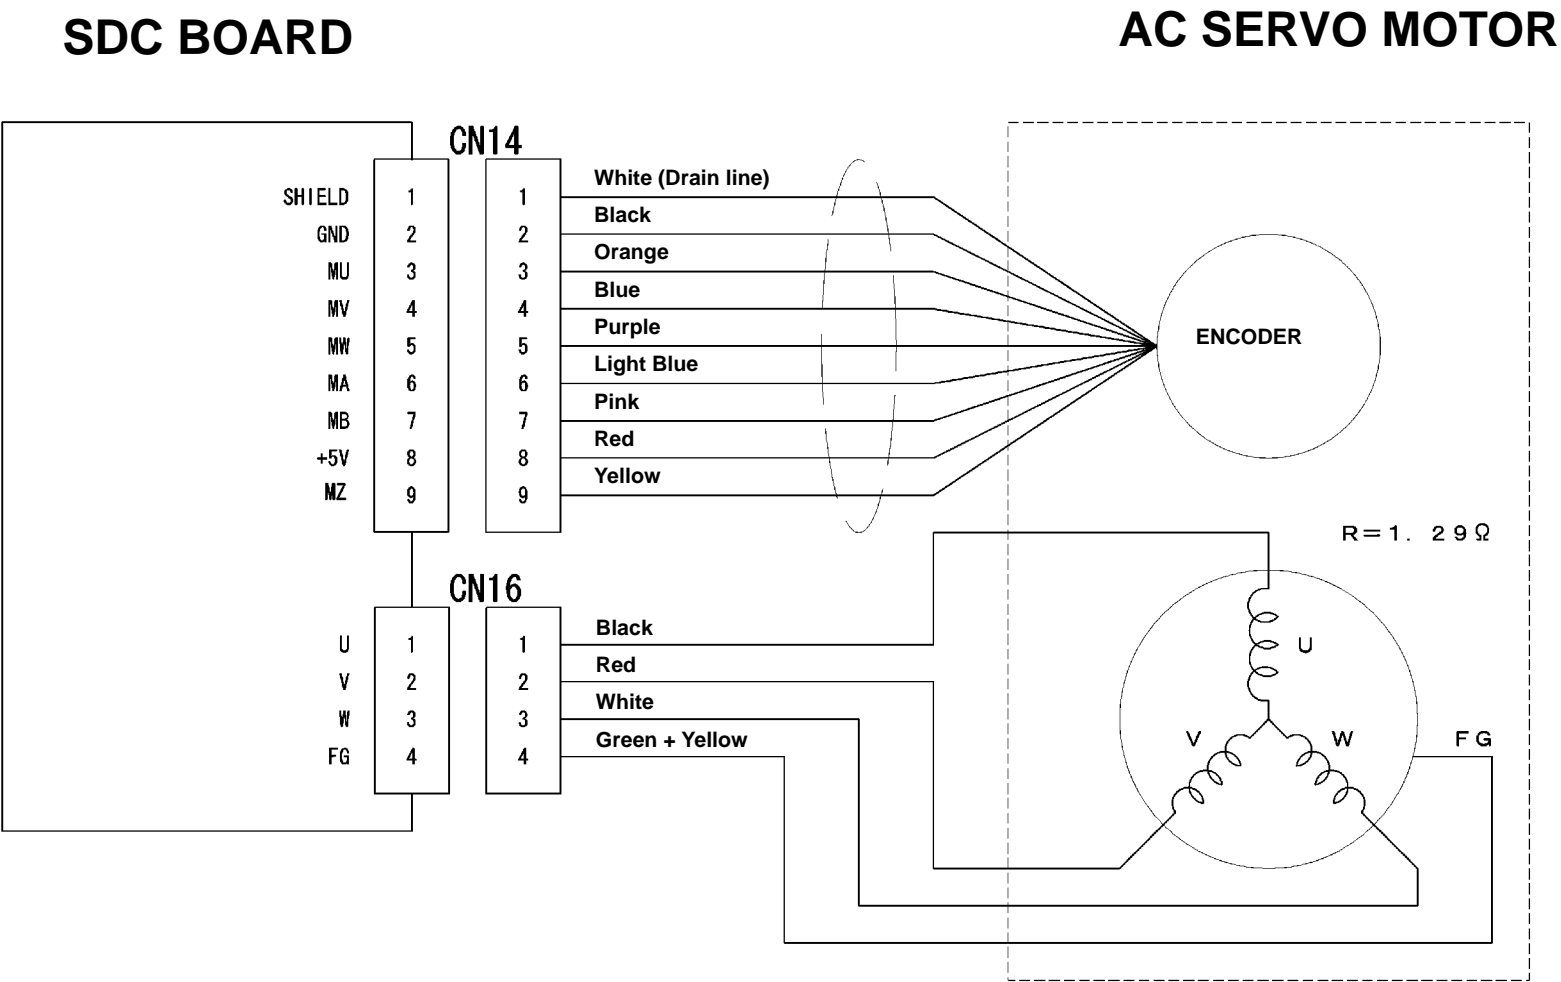 SDC BOARD
AC SERVO MOTOR
CN14
SHIELD 1 1 White (Drain line)
GND 2 2 Black
MU 3 3 Orange
MV 4 4 Blue
MW 5 5 Purple
MA 6 6 Light Blue
MB 7 7 Pink
+5V 8 8 Red
MZ 9 9 Yellow
ENCODER
R=1. 29Ω
CN16
U 1 1 Black
V 2 2 Red
W 3 3 White
FG 4 4 Green + Yellow
U
V W FG